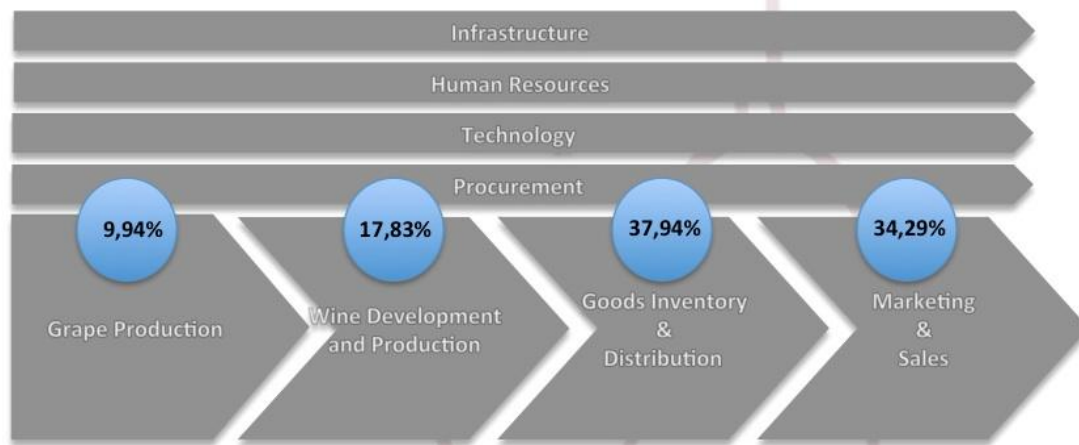 Infrastructure
Human Resources
Technology
Procurement
9,94%
17,83%
37,94%
34,29%
Grape Production
Wine Development
and Production
Goods Inventory
&
Distribution
Marketing
&
Sales